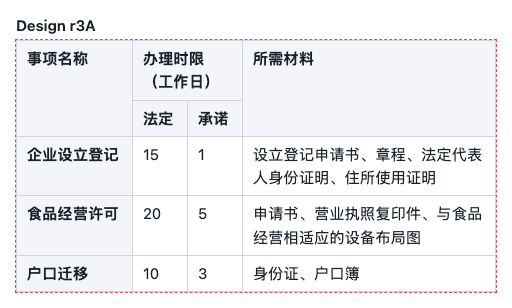 Design r3A
事项名称
办理时限
（工作日）
所需材料
法定
承诺
企业设立登记
15
1
设立登记申请书、章程、法定代表
人身份证明、住所使用证明
食品经营许可
20
5
申请书、营业执照复印件、与食品
经营相适应的设备布局图
户口迁移
10
3
身份证、户口簿